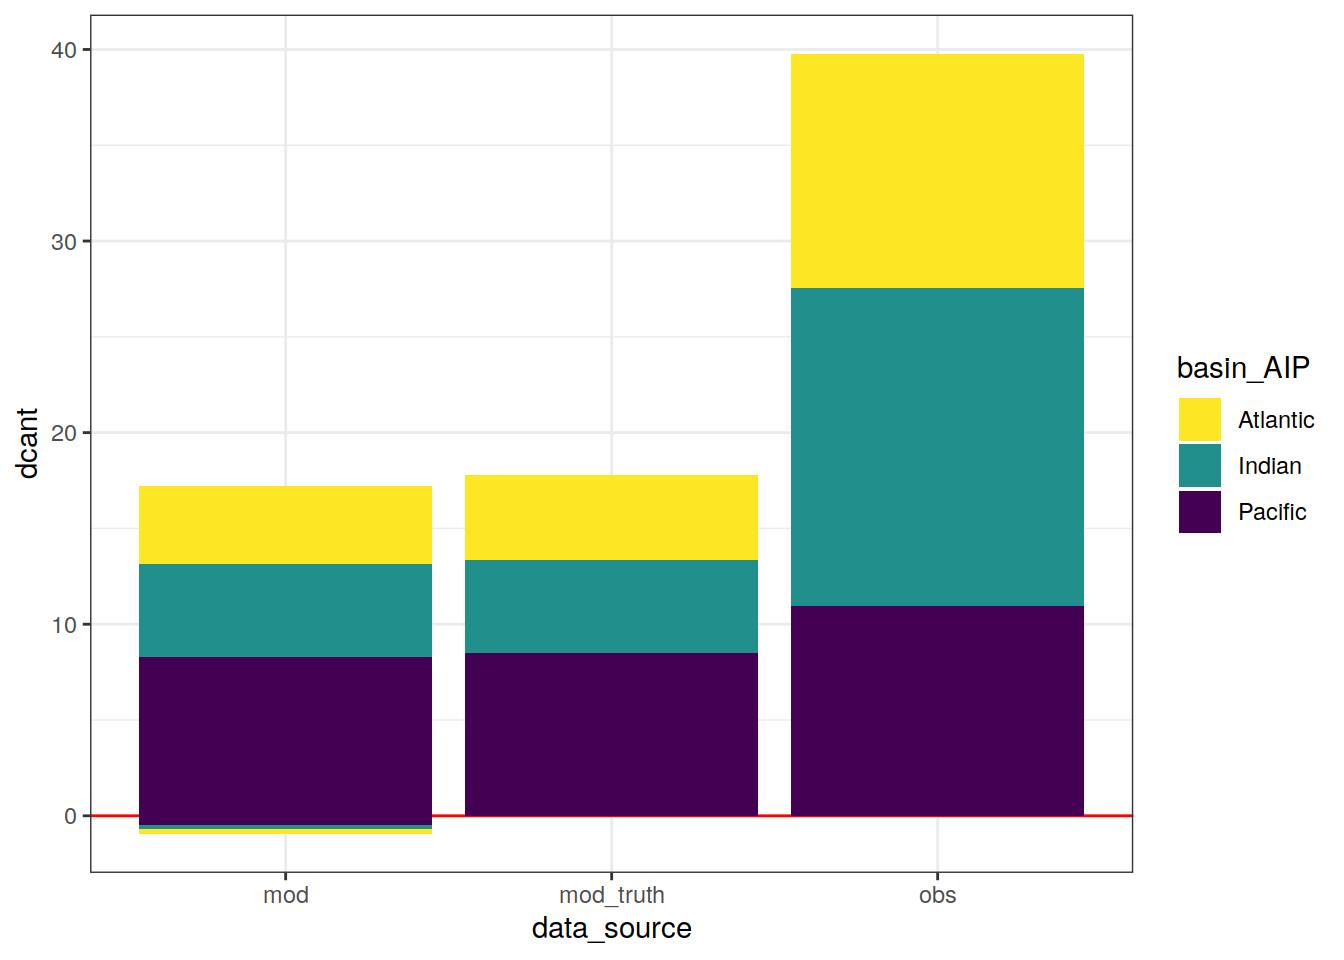 40
30
20
10
0
dcant
mod
mod_truth
obs
data_source
basin_AIP
Atlantic
Indian
Pacific